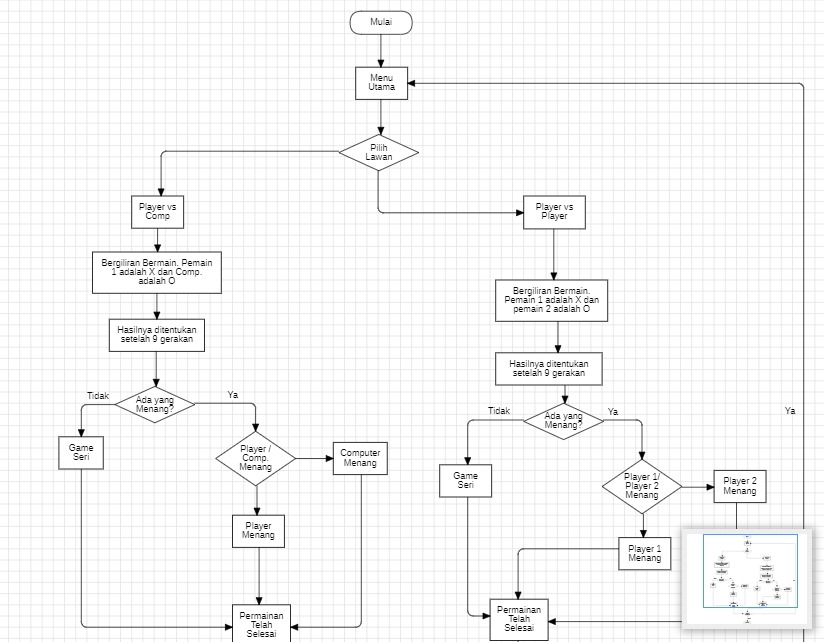 Mulai
Menu
Utama
Pilih
Lawan
Player vs
Comp
Player vs
Player
Bergiliran Bermain. Pemain
1 adalah X dan Comp.
adalah O
Bergiliran Bermain.
Pemain 1 adalah X dan
pemain 2 adalah O
Hasilnya ditentukan
setelah 9 gerakan
Hasilnya ditentukan
setelah 9 gerakan
Tidak
Ada yang
Menang?
Ya
Tidak
Ada yang
Menang?
Ya
Ya
Game
Seri
Player /
Comp.
Menang
Computer
Menang
Game
Seri
Player 1/
Player 2
Menang
Player 2
Menang
Player
Menang
Player 1
Menang
Permainan
Telah
Selesai
Permainan
Telah
Selesai